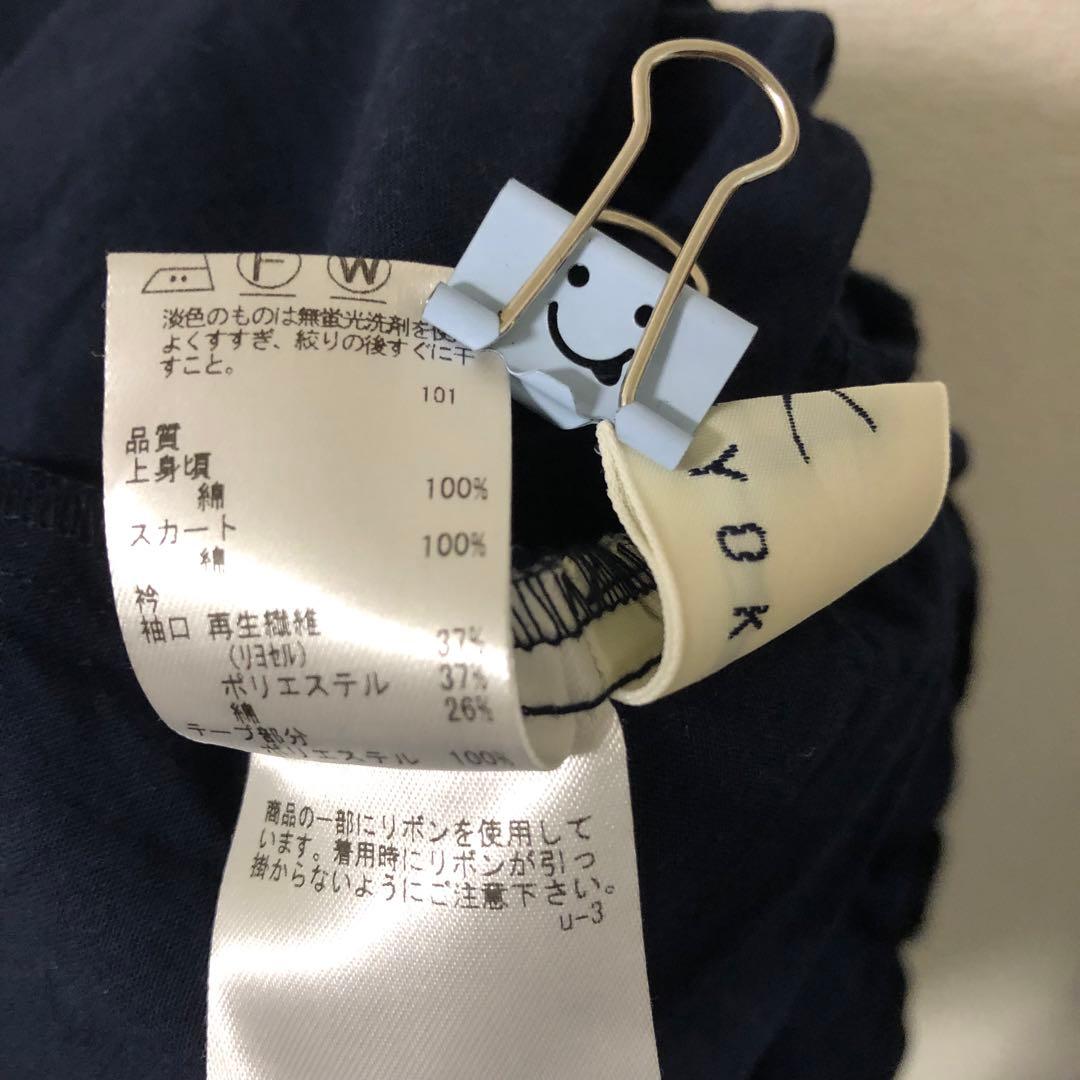 F W
淡色のものは無蛍光洗剤を使
よくすすぎ、絞りの後すぐに干
すこと。
101
品質
上身頃
綿 100%
スカート
綿 100%
衿
袖口 再生繊維 37%
(リヨセル)
ポリエステル 37%
綿 26%
テープ部分
ポリエステル 100%
商品の一部にリボンを使用して
います。着用時にリボンが引っ
掛からないようにご注意下さい。
u-3
YOK